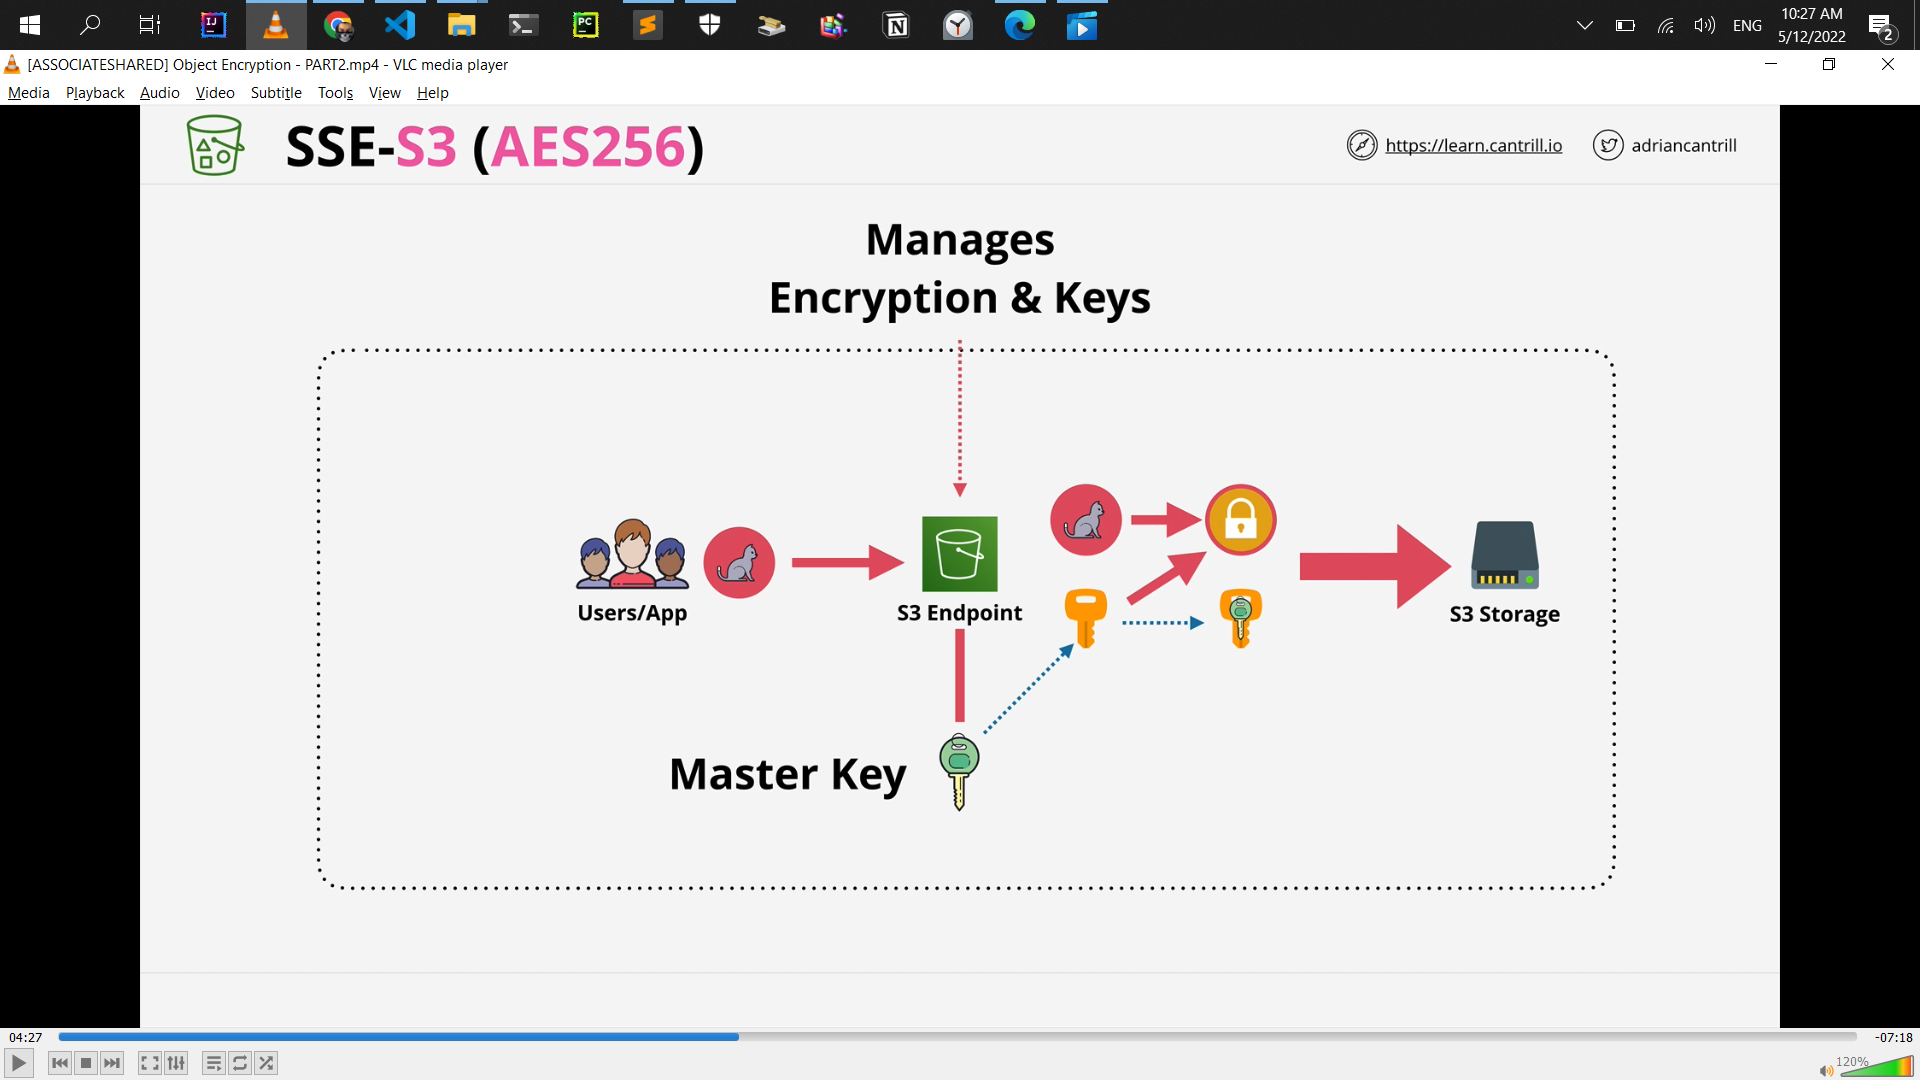 IJ
PC
ENG
10:27 AM
5/12/2022
2
[ASSOCIATESHARED] Object Encryption - PART2.mp4 - VLC media player
Media Playback Audio Video Subtitle Tools View Help
SSE-S3 (AES256)
https://learn.cantrill.io
adriancantrill
Manages
Encryption & Keys
Users/App
S3 Endpoint
S3 Storage
Master Key
04:27
-07:18
120%